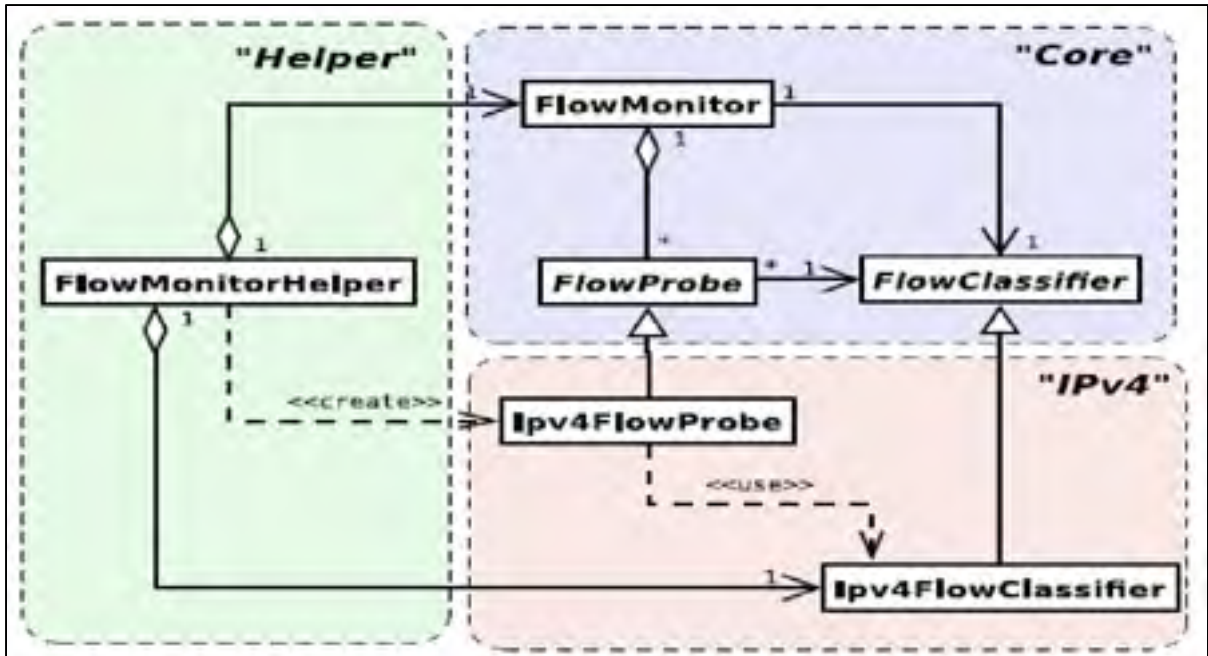 "Helper"
"Core"
1
FlowMonitor
1
1
1
*
1
FlowMonitorHelper
FlowProbe
* 1
FlowClassifier
1
"IPv4"
<<create>>
Ipv4FlowProbe
<<use>>
1
Ipv4FlowClassifier